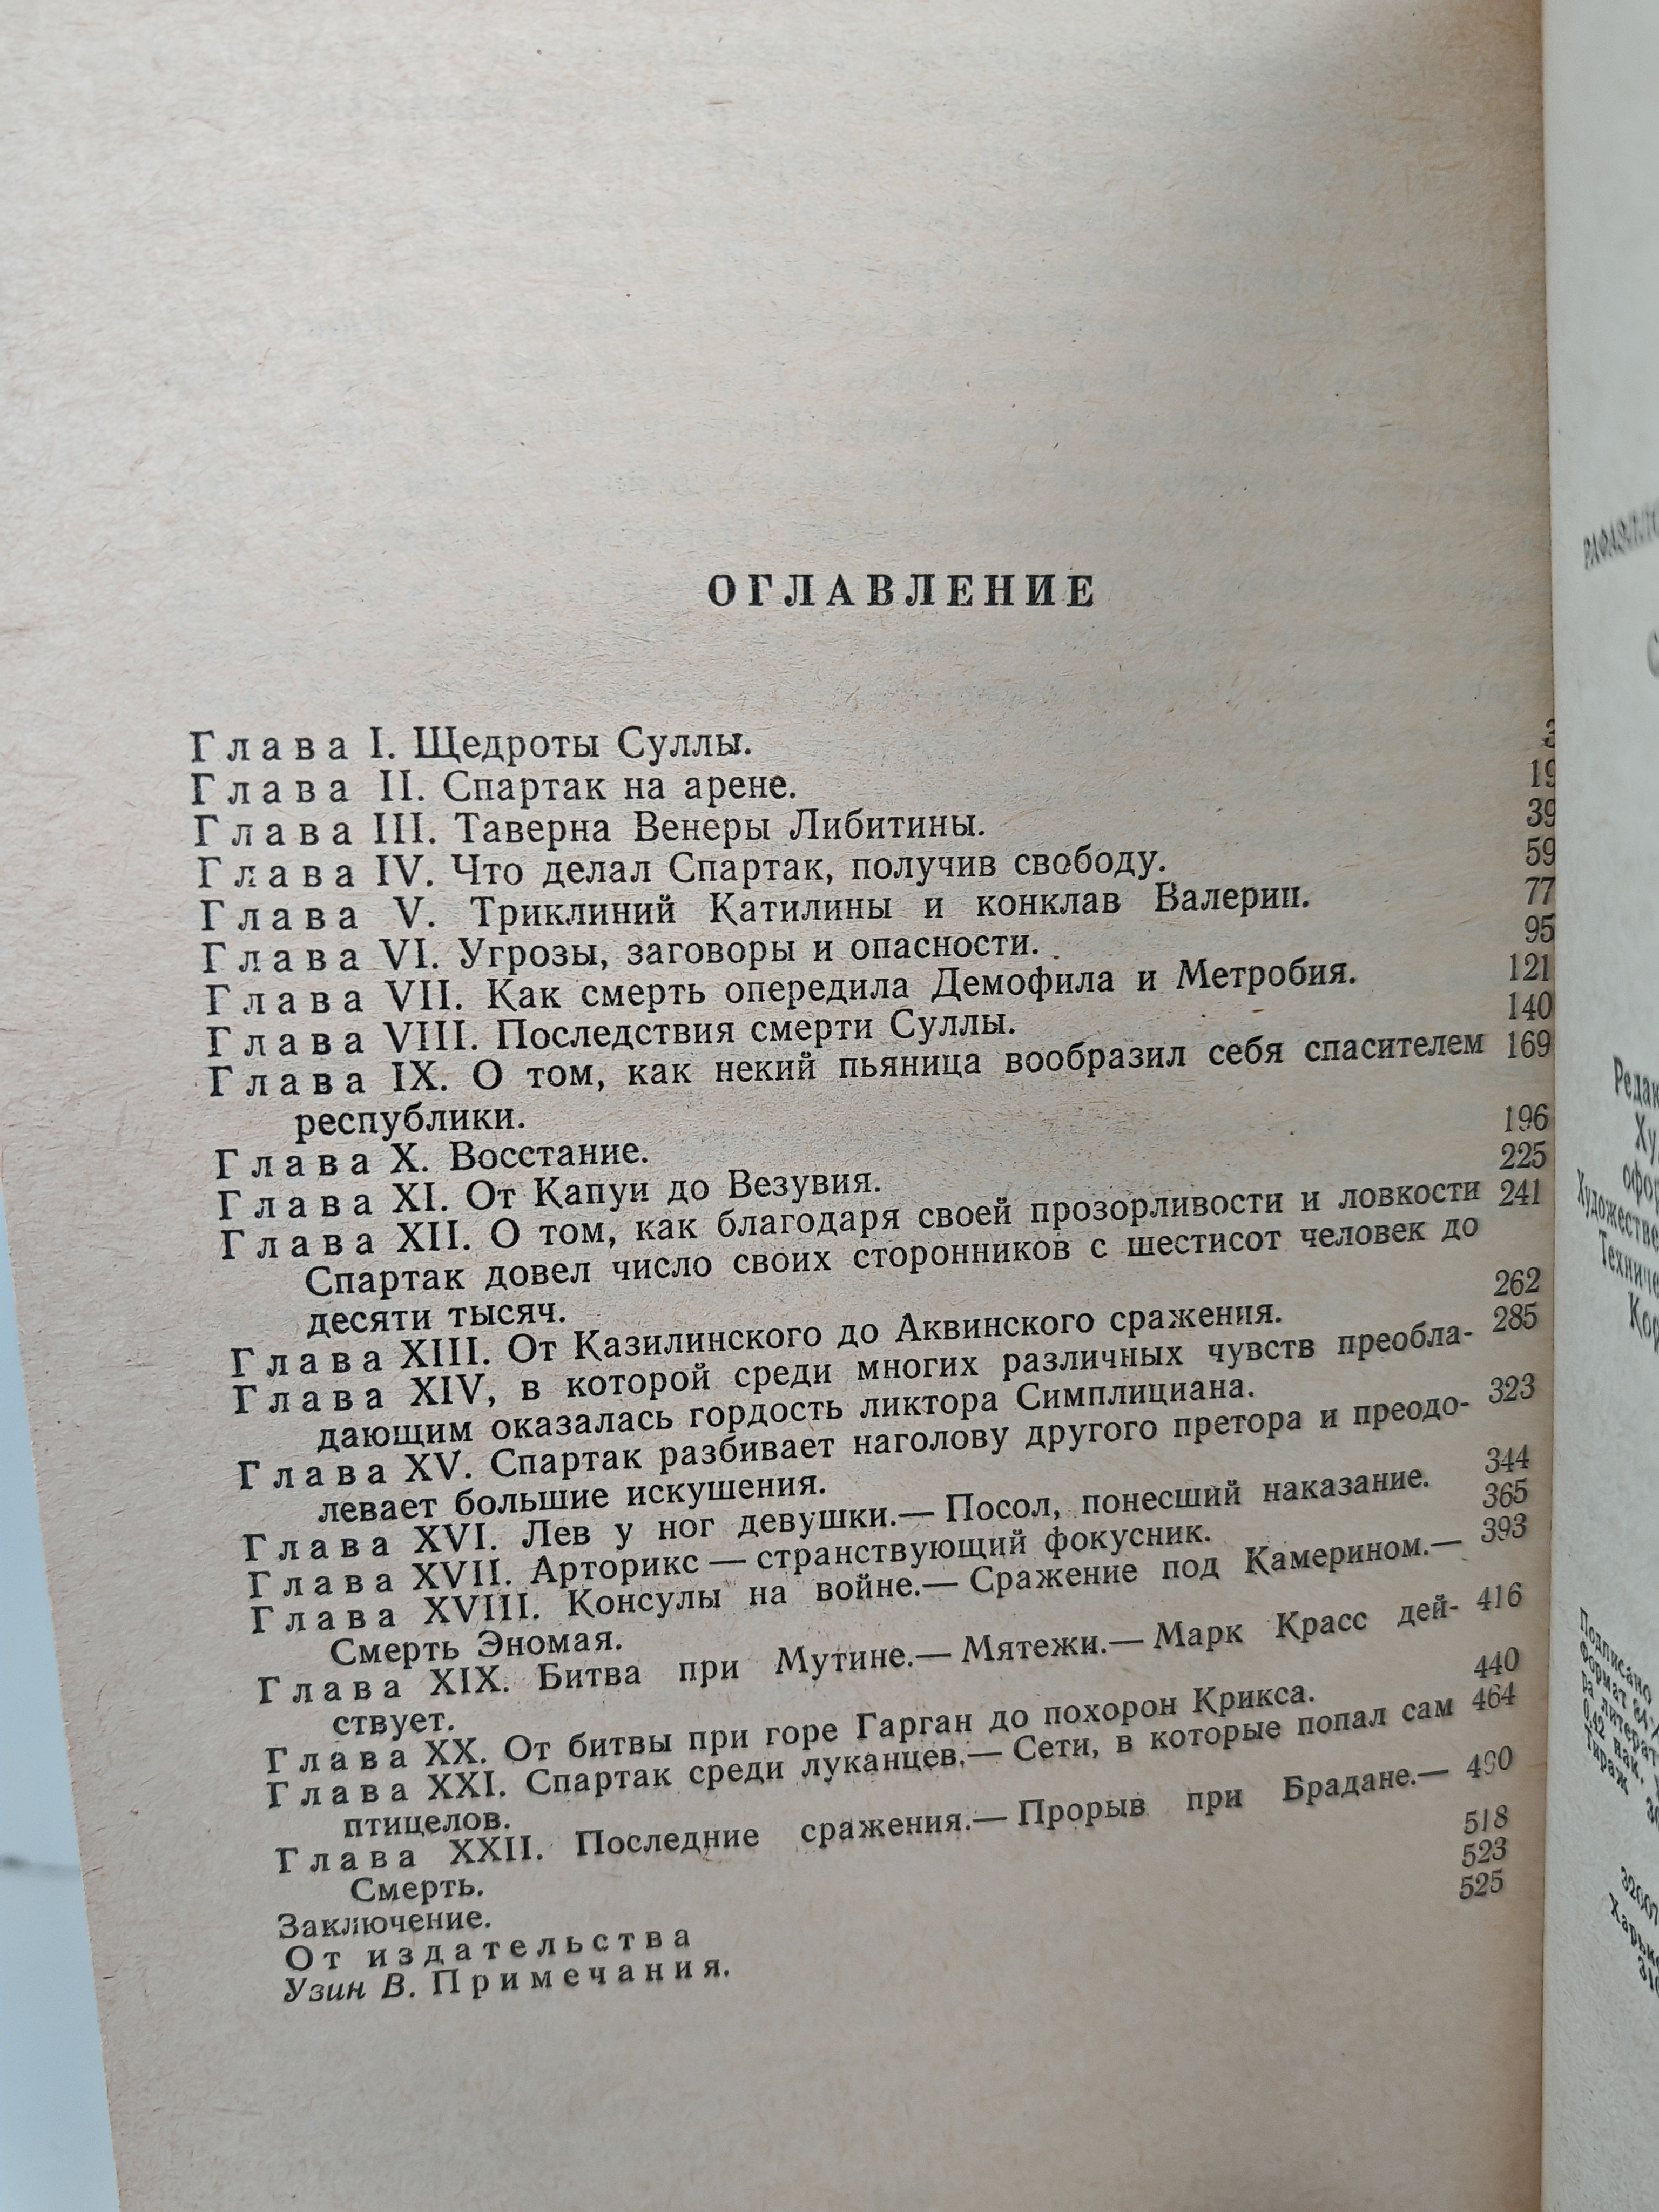 ОГЛАВЛЕНИЕ
Глава I. Щедроты Суллы. 3
Глава II. Спартак на арене. 19
Глава III. Таверна Венеры Либитины. 39
Глава IV. Что делал Спартак, получив свободу. 59
Глава V. Триклиний Катилины и конклав Валерии. 77
Глава VI. Угрозы, заговоры и опасности. . 95
Глава VII. Как смерть опередила Демофила и Метробия. 121
Глава VIII. Последствия смерти Суллы. 140
Глава IX. О том, как некий пьяница вообразил себя спасителем 169
республики.
Глава X. Восстание. 196
Глава XI. От Капуи до Везувия. 225
Глава XII. О том, как благодаря своей прозорливости и ловкости 241
Спартак довел число своих сторонников с шестисот человек до
десяти тысяч.
Глава XIII. От Казилинского до Аквинского сражения. 262
Глава XIV, в которой среди многих различных чувств преобла- 285
дающим оказалась гордость ликтора Симплициана.
Глава XV. Спартак разбивает наголову другого претора и преодо- 323
левает большие искушения.
Глава XVI. Лев у ног девушки.— Посол, понесший наказание. 344
Глава XVII. Арторикс — странствующий фокусник. 365
Глава XVIII. Консулы на войне.— Сражение под Камерином.— 393
Смерть Эномая.
Глава XIX. Битва при Мутине.— Мятежи.— Марк Красс дей- 416
ствует.
Глава XX. От битвы при горе Гарган до похорон Крикса. 440
Глава XXI. Спартак среди луканцев.— Сети, в которые попал сам 464
птицелов.
Глава XXII. Последние сражения.— Прорыв при Брадане.— 490
Смерть.
Заключение. 518
От издательства 523
Узин В. Примечания. 525